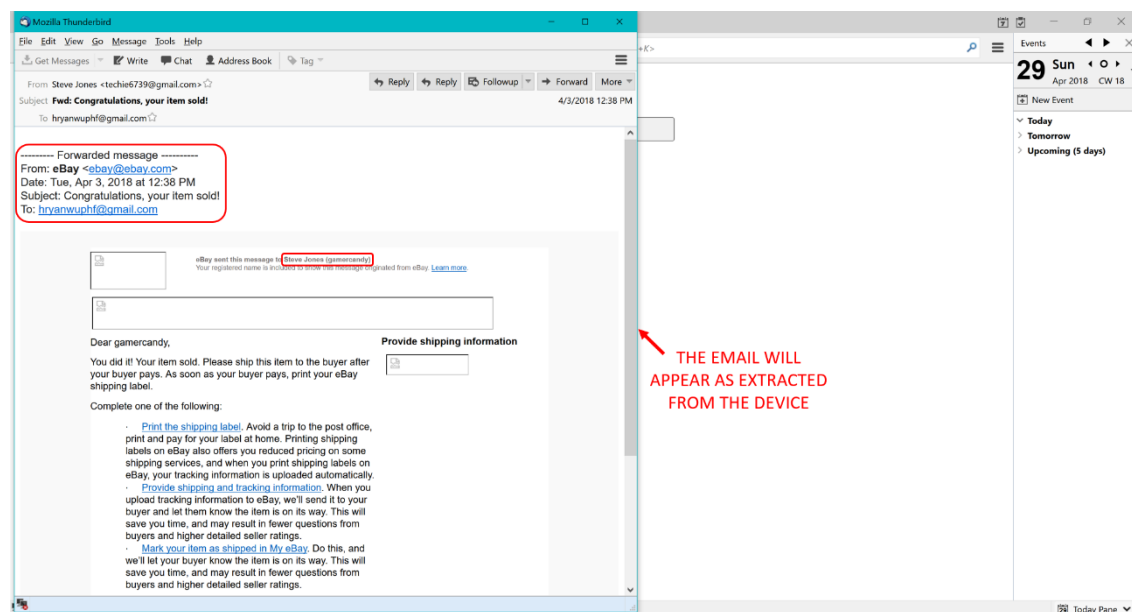 Mozilla Thunderbird
File Edit View Go Message Tools Help
Get Messages Write Chat Address Book Tag
From Steve Jones <techie6739@gmail.com>
Reply Reply Followup Forward More
Subject Fwd: Congratulations, your item sold!
4/3/2018 12:38 PM
To hryanwuphf@gmail.com
--------- Forwarded message ----------
From: eBay <ebay@ebay.com>
Date: Tue, Apr 3, 2018 at 12:38 PM
Subject: Congratulations, your item sold!
To: hryanwuphf@gmail.com
eBay sent this message to Steve Jones (gamercandy)
Your registered name is included to show this message originated from eBay. Learn more.
Dear gamercandy,
You did it! Your item sold. Please ship this item to the buyer after
your buyer pays. As soon as your buyer pays, print your eBay
shipping label.
Provide shipping information
Complete one of the following:
· Print the shipping label. Avoid a trip to the post office,
print and pay for your label at home. Printing shipping
labels on eBay also offers you reduced pricing on some
shipping services, and when you print shipping labels on
eBay, your tracking information is uploaded automatically.
· Provide shipping and tracking information. When you
upload tracking information to eBay, we'll send it to your
buyer and let them know the item is on its way. This will
save you time, and may result in fewer questions from
buyers and higher detailed seller ratings.
· Mark your item as shipped in My eBay. Do this, and
we'll let your buyer know the item is on its way. This will
save you time, and may result in fewer questions from
buyers and higher detailed seller ratings.
THE EMAIL WILL
APPEAR AS EXTRACTED
FROM THE DEVICE
+K>
Events
29 Sun
Apr 2018 CW 18
New Event
Today
Tomorrow
Upcoming (5 days)
Today Pane